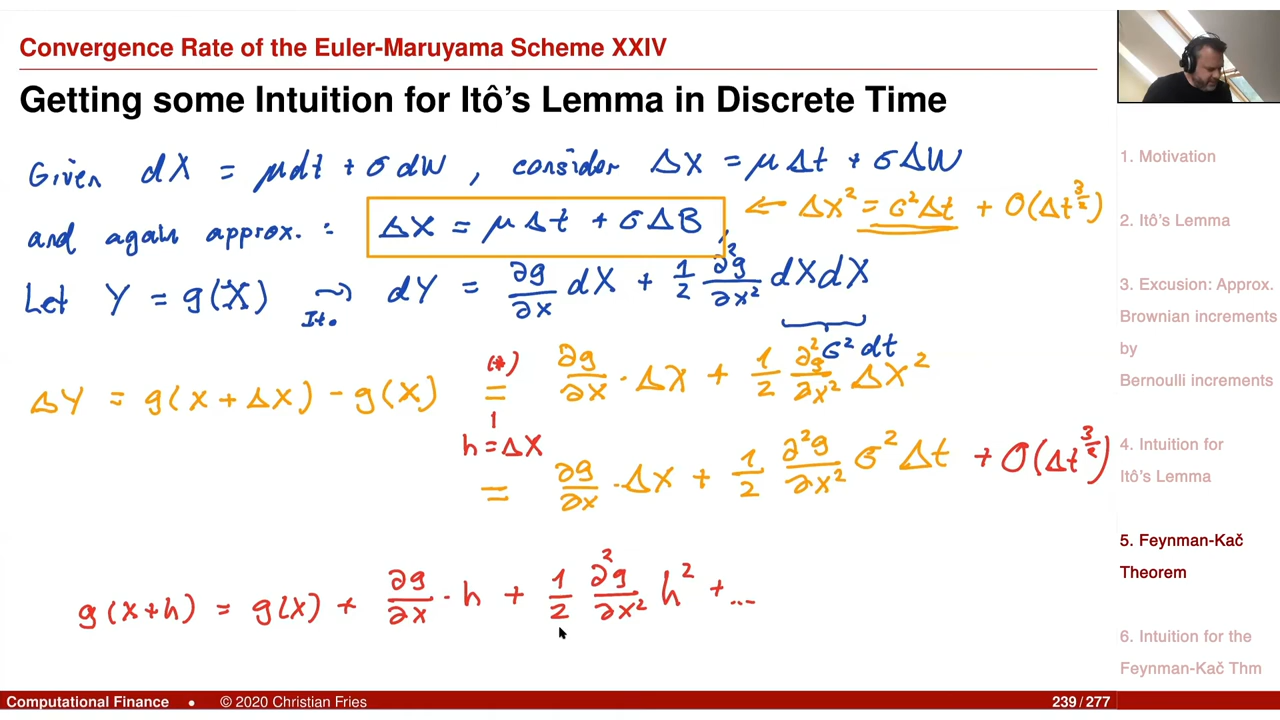 Convergence Rate of the Euler-Maruyama Scheme XXIV
Getting some Intuition for Itô's Lemma in Discrete Time
Given dX = μdt + σdW , consider ΔX = μΔt + σΔW
and again approx. : ΔX = μΔt + σΔB , ← ΔX² = σ²Δt + O(Δt^{3/2})
Let Y = g(X) ⇝ Ito. dY = ∂g/∂x dX + 1/2 ∂²g/∂x² dXdX
σ² dt
ΔY = g(x + ΔX) - g(X) (*) = ∂g/∂x · ΔX + 1/2 ∂²g/∂x² ΔX²
h = ΔX
= ∂g/∂x · ΔX + 1/2 ∂²g/∂x² σ² Δt + O(Δt^{3/2})
g(x+h) = g(x) + ∂g/∂x · h + 1/2 ∂²g/∂x² h² + ...
1. Motivation
2. Itô's Lemma
3. Excusion: Approx.
Brownian increments
by
Bernoulli increments
4. Intuition for
Itô's Lemma
5. Feynman-Kač
Theorem
6. Intuition for the
Feynman-Kač Thm
Computational Finance • © 2020 Christian Fries 239 / 277